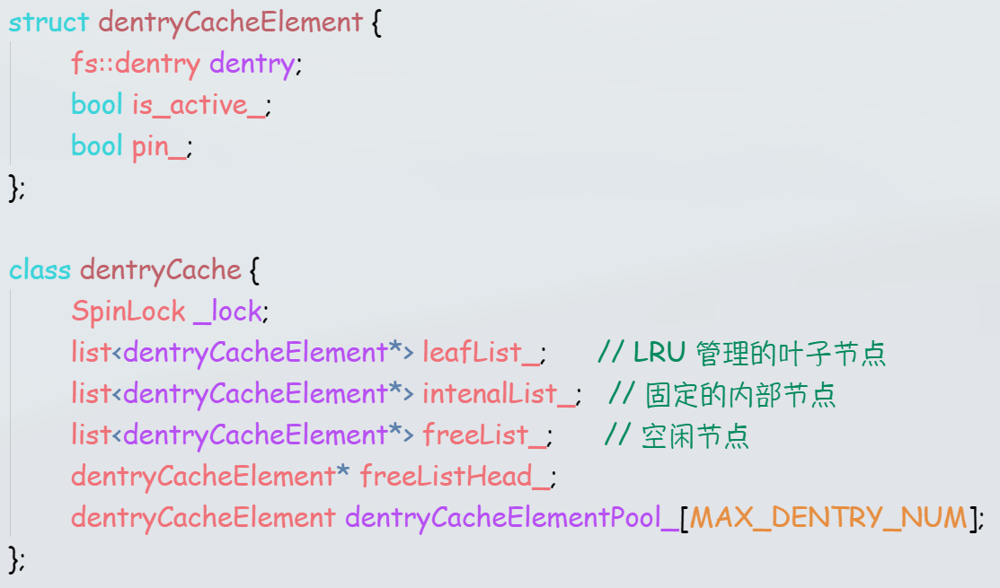 struct dentryCacheElement {
fs::dentry dentry;
bool is_active_;
bool pin_;
};
class dentryCache {
SpinLock _lock;
list<dentryCacheElement*> leafList_; // LRU 管理的叶子节点
list<dentryCacheElement*> intenalList_; // 固定的内部节点
list<dentryCacheElement*> freeList_; // 空闲节点
dentryCacheElement* freeListHead_;
dentryCacheElement dentryCacheElementPool_[MAX_DENTRY_NUM];
};